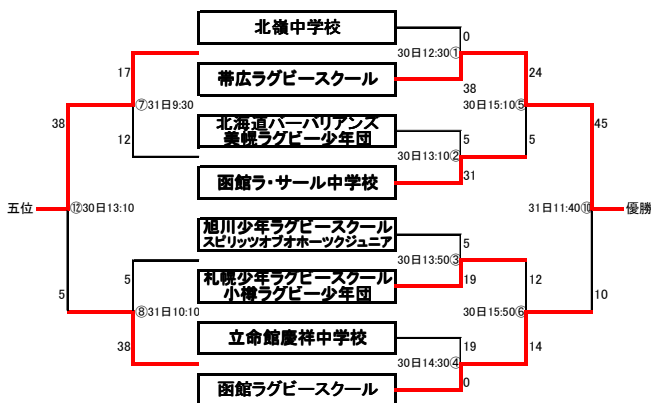 北嶺中学校
0
30日12:30①
17
24
帯広ラグビースクール
38
⑦31日9:30
30日15:10⑤
38
北海道バーバリアンズ
美幌ラグビー少年団
45
12
5
5
30日13:10②
函館ラ・サール中学校
31
五位
⑫30日13:10
31日11:40⑩
優勝
旭川少年ラグビースクール
スピリッツオブオホーツクジュニア
5
30日13:50③
5
札幌少年ラグビースクール
小樽ラグビー少年団
19
12
5
10
⑧31日10:10
30日15:50⑥
立命館慶祥中学校
38
19
14
30日14:30④
函館ラグビースクール
0